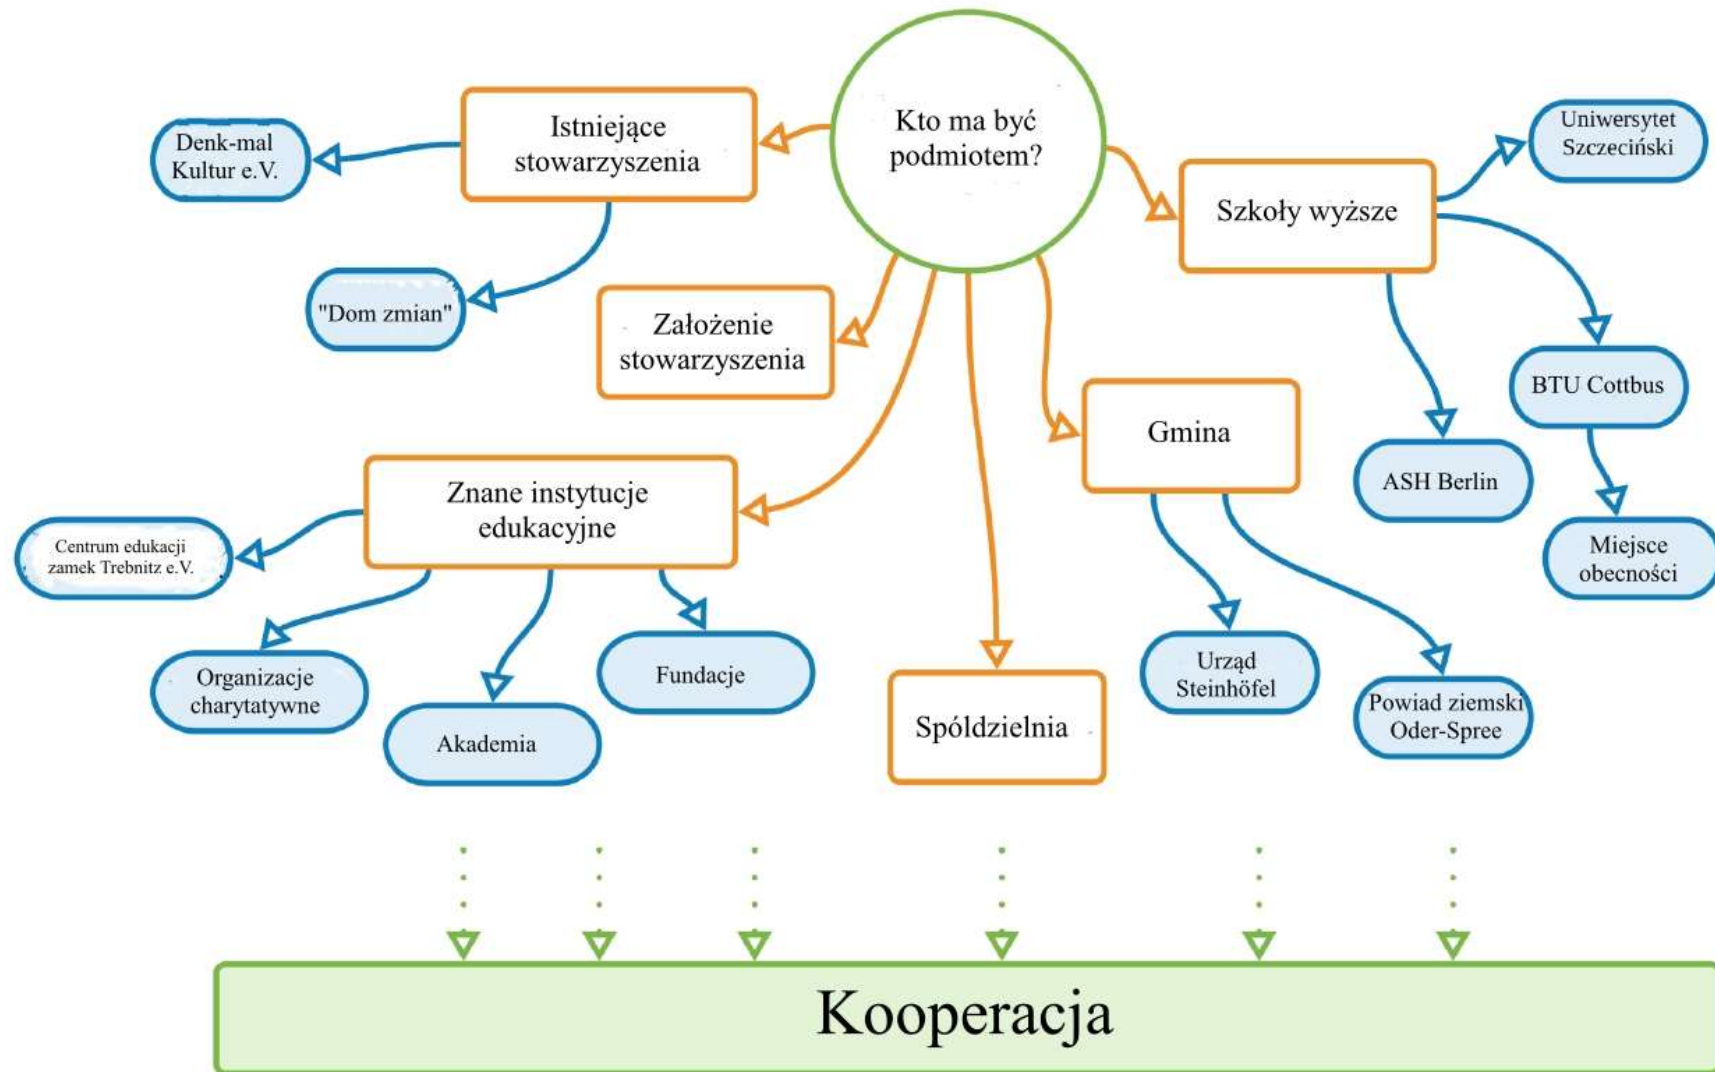 Kto ma być
podmiotem?
Istniejące
stowarzyszenia
Denk-mal
Kultur e.V.
"Dom zmian"
Założenie
stowarzyszenia
Szkoły wyższe
Uniwersytet
Szczeciński
BTU Cottbus
ASH Berlin
Miejsce
obecności
Gmina
Urząd
Steinhöfel
Powiad ziemski
Oder-Spree
Znane instytucje
edukacyjne
Centrum edukacji
zamek Trebnitz e.V.
Organizacje
charytatywne
Akademia
Fundacje
Spóldzielnia
Kooperacja